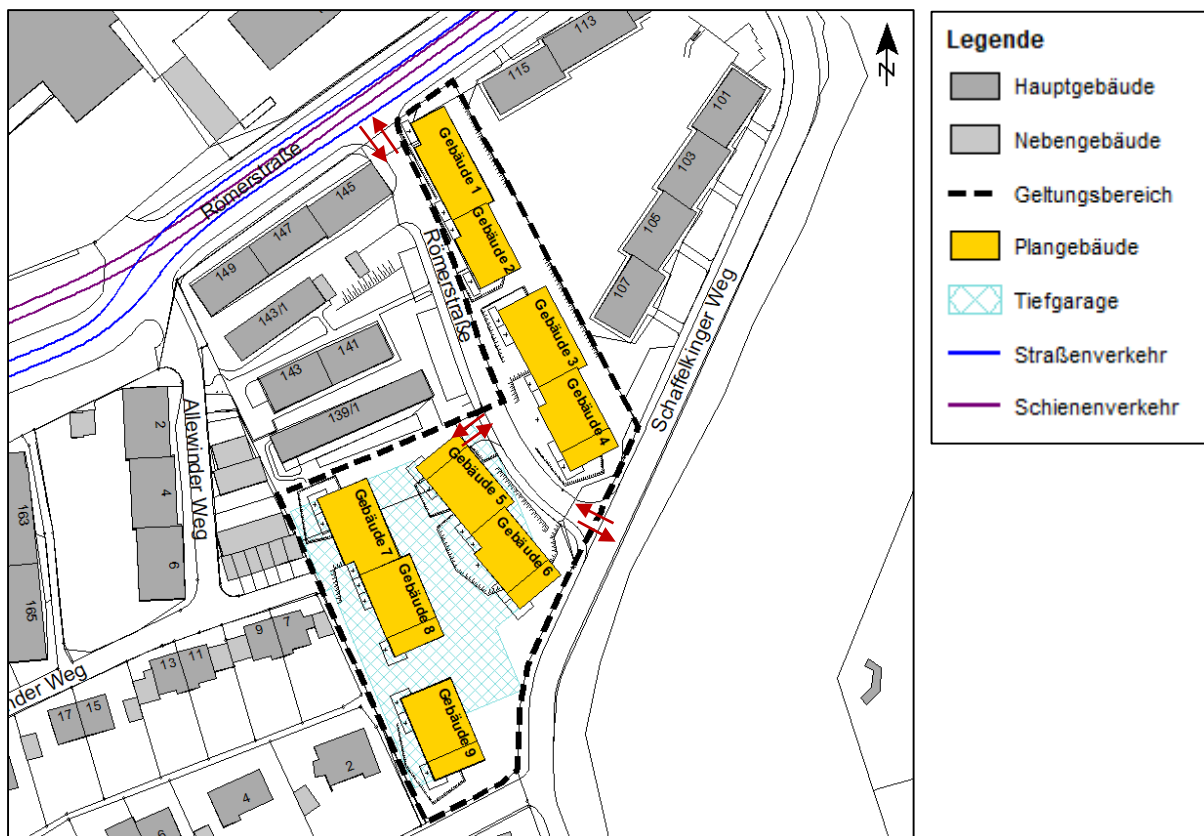 113
115
101
103
105
107
N
Römerstraße
145
147
149
143/1
141
143
139/1
Römerstraße
Schaffelkinger Weg
Allewinder Weg
2
4
6
163
165
Gebäude 1
Gebäude 2
Gebäude 3
Gebäude 4
Gebäude 5
Gebäude 6
Gebäude 7
Gebäude 8
Gebäude 9
7
9
11
13
15
17
nder Weg
2
4
6
Legende
Hauptgebäude
Nebengebäude
Geltungsbereich
Plangebäude
Tiefgarage
Straßenverkehr
Schienenverkehr